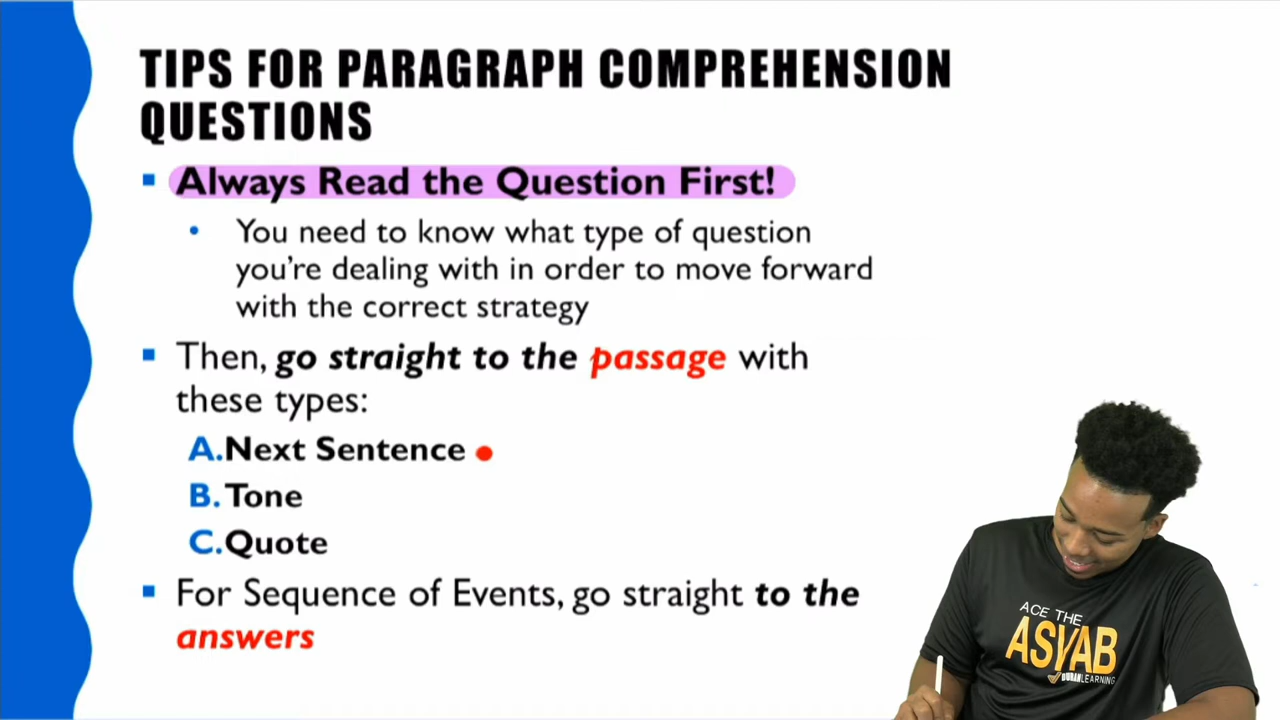 TIPS FOR PARAGRAPH COMPREHENSION
QUESTIONS
▪ Always Read the Question First!
• You need to know what type of question
you're dealing with in order to move forward
with the correct strategy
▪ Then, go straight to the passage with
these types:
A. Next Sentence
B. Tone
C. Quote
▪ For Sequence of Events, go straight to the
answers
ACE THE
ASVAB
DURANLEARNING